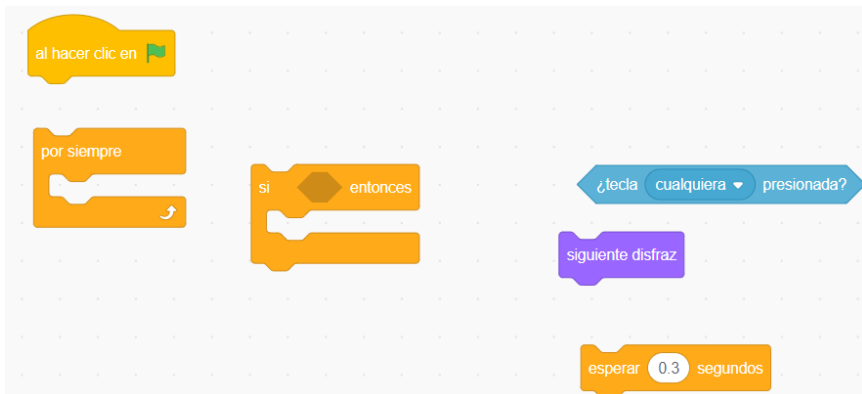 al hacer clic en
por siempre
si entonces
¿tecla cualquiera presionada?
siguiente disfraz
esperar 0.3 segundos